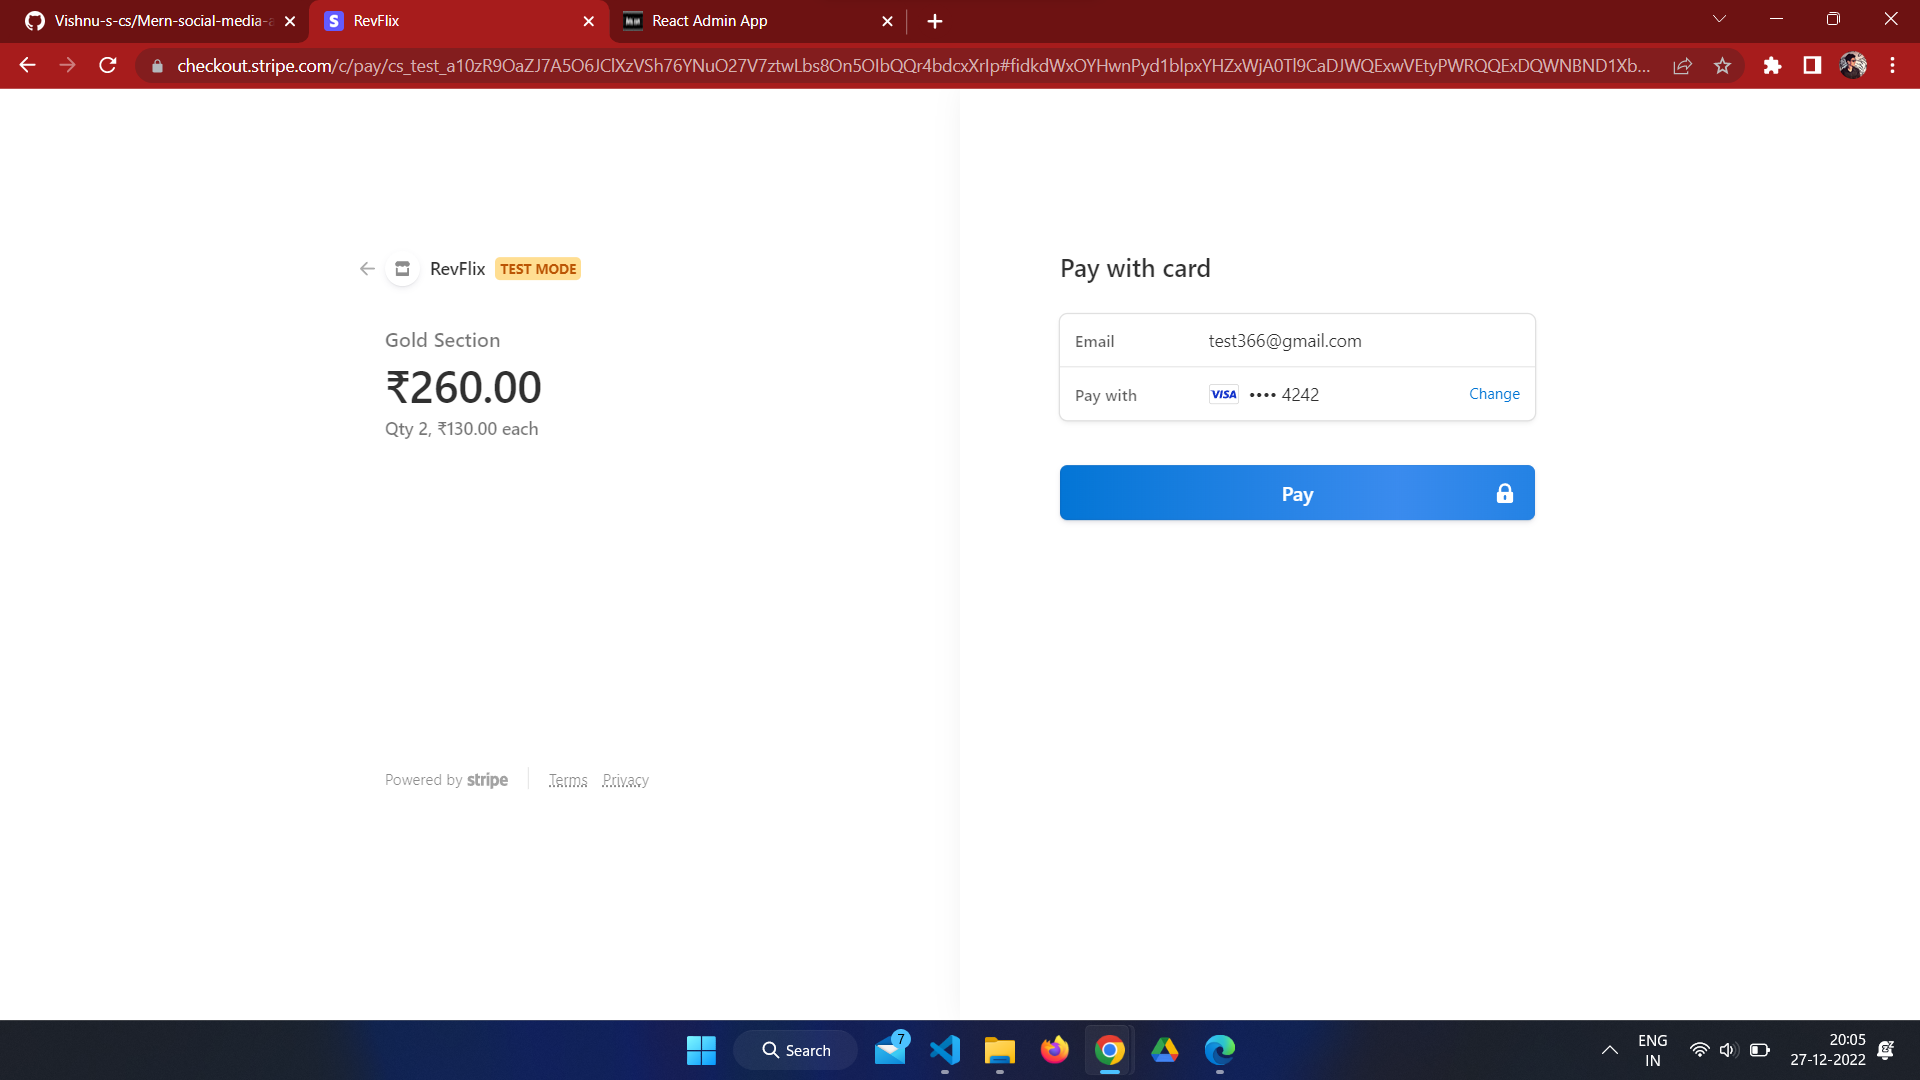 Vishnu-s-cs/Mern-social-media-a
RevFlix
React Admin App
checkout.stripe.com/c/pay/cs_test_a10zR9OaZJ7A5O6JClXzVSh76YNuO27V7ztwLbs8On5OIbQQr4bdcxXrIp#fidkdWxOYHwnPyd1blpxYHZxWjA0Tl9CaDJWQExwVEtyPWRQQExDQWNBND1Xb...
RevFlix TEST MODE
Gold Section
₹260.00
Qty 2, ₹130.00 each
Powered by stripe
Terms Privacy
Pay with card
Email test366@gmail.com
Pay with VISA •••• 4242 Change
Pay
Search
7
ENG
IN
20:05
27-12-2022